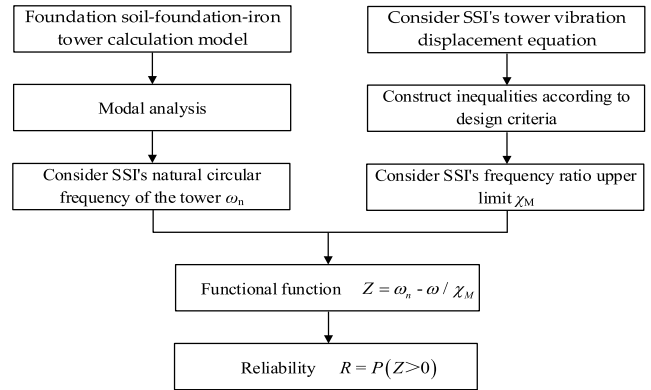 Foundation soil-foundation-iron
tower calculation model
Modal analysis
Consider SSI's natural circular
frequency of the tower ωn
Consider SSI's tower vibration
displacement equation
Construct inequalities according to
design criteria
Consider SSI's frequency ratio upper
limit χM
Functional function Z = ωn - ω / χM
Reliability R = P(Z>0)